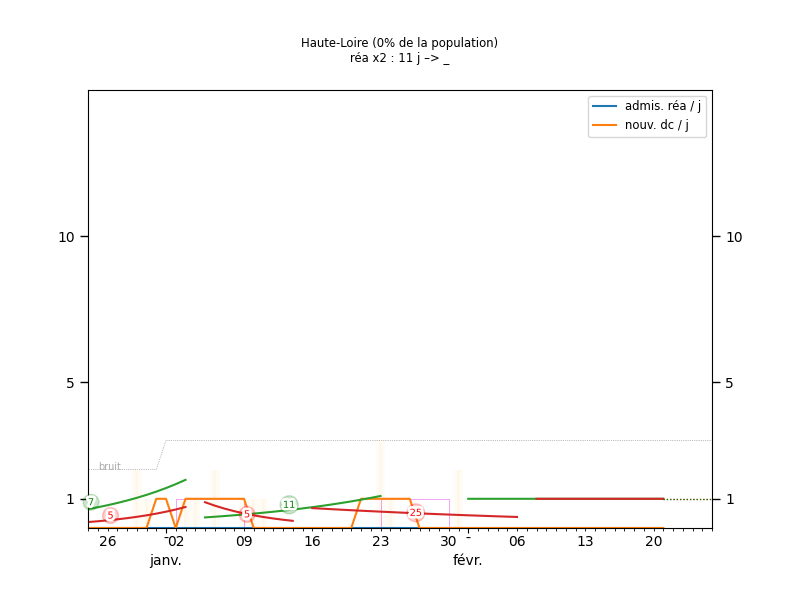 Haute-Loire (0% de la population)
réa x2 : 11 j –> _
admis. réa / j
nouv. dc / j
10 10
5 5
bruit
1 1
7 5 5 11 25
26 02 09 16 23 30 06 13 20
janv. févr.